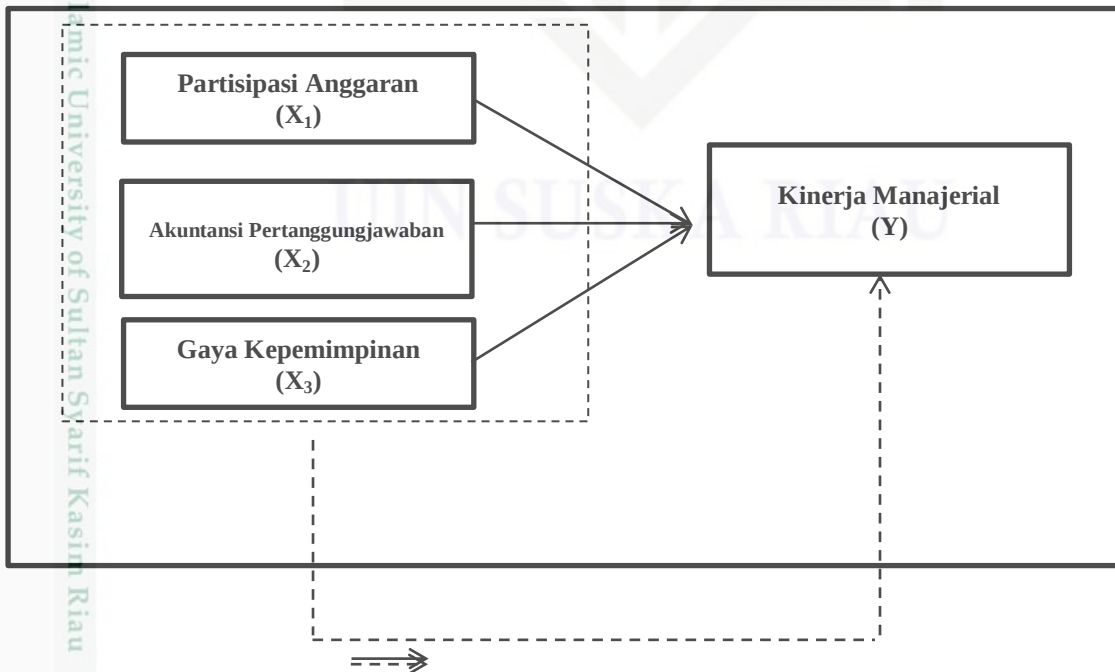 Partisipasi Anggaran
(X₁)
Akuntansi Pertanggungjawaban
(X₂)
Gaya Kepemimpinan
(X₃)
Kinerja Manajerial
(Y)
UIN SUSKA RIAU
lamic University of Sultan Syarif Kasim Riau